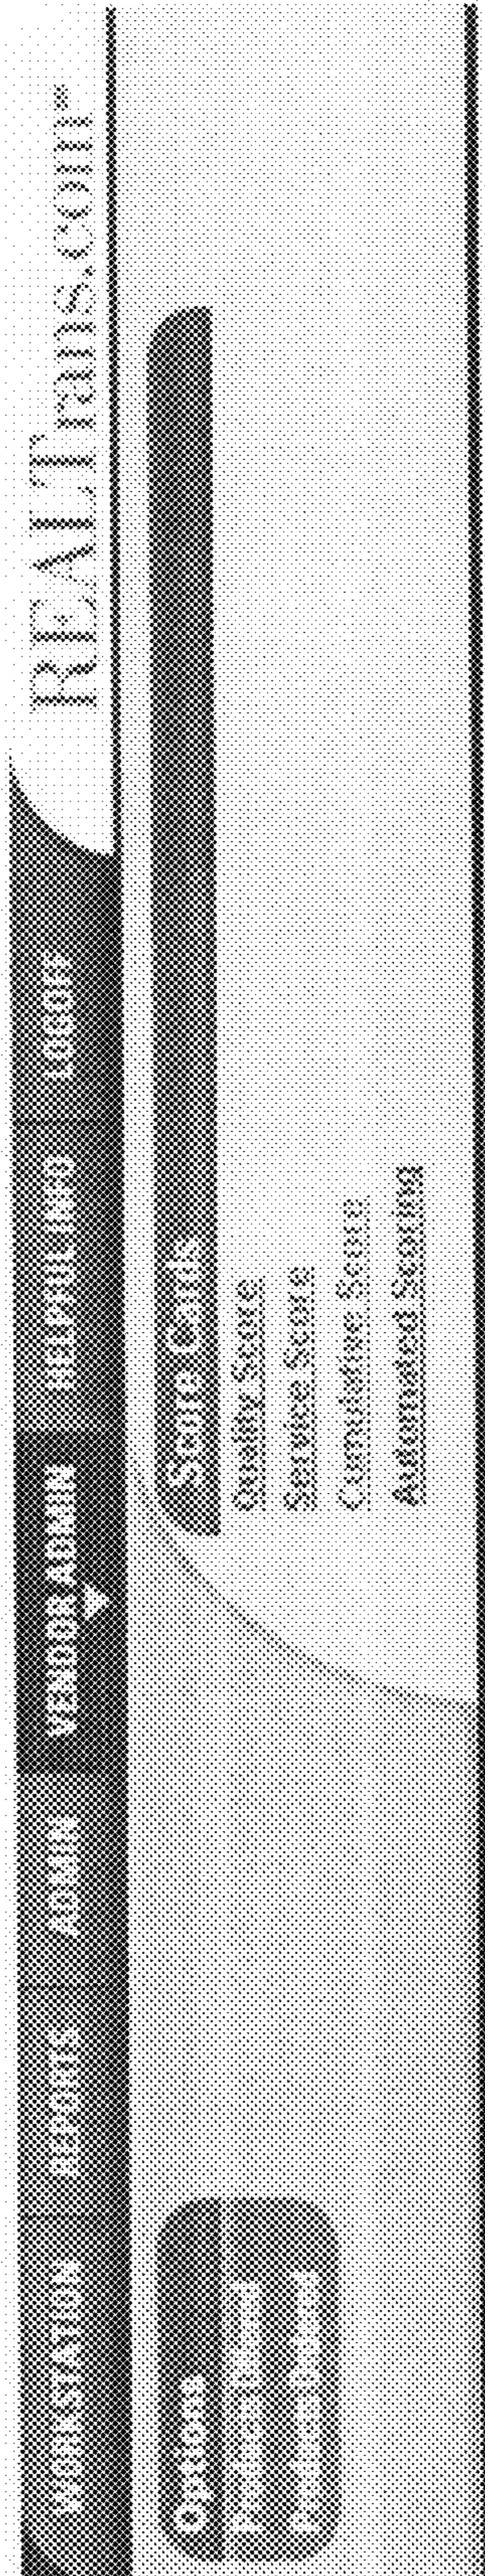 WORKSTATION REPORTS ADMIN VENDOR ADMIN HELPFUL INFO LOGOFF REALTrans.com℠
Options
Score Cards
Quality Score
Service Score
Cumulative Score
Automated Scoring